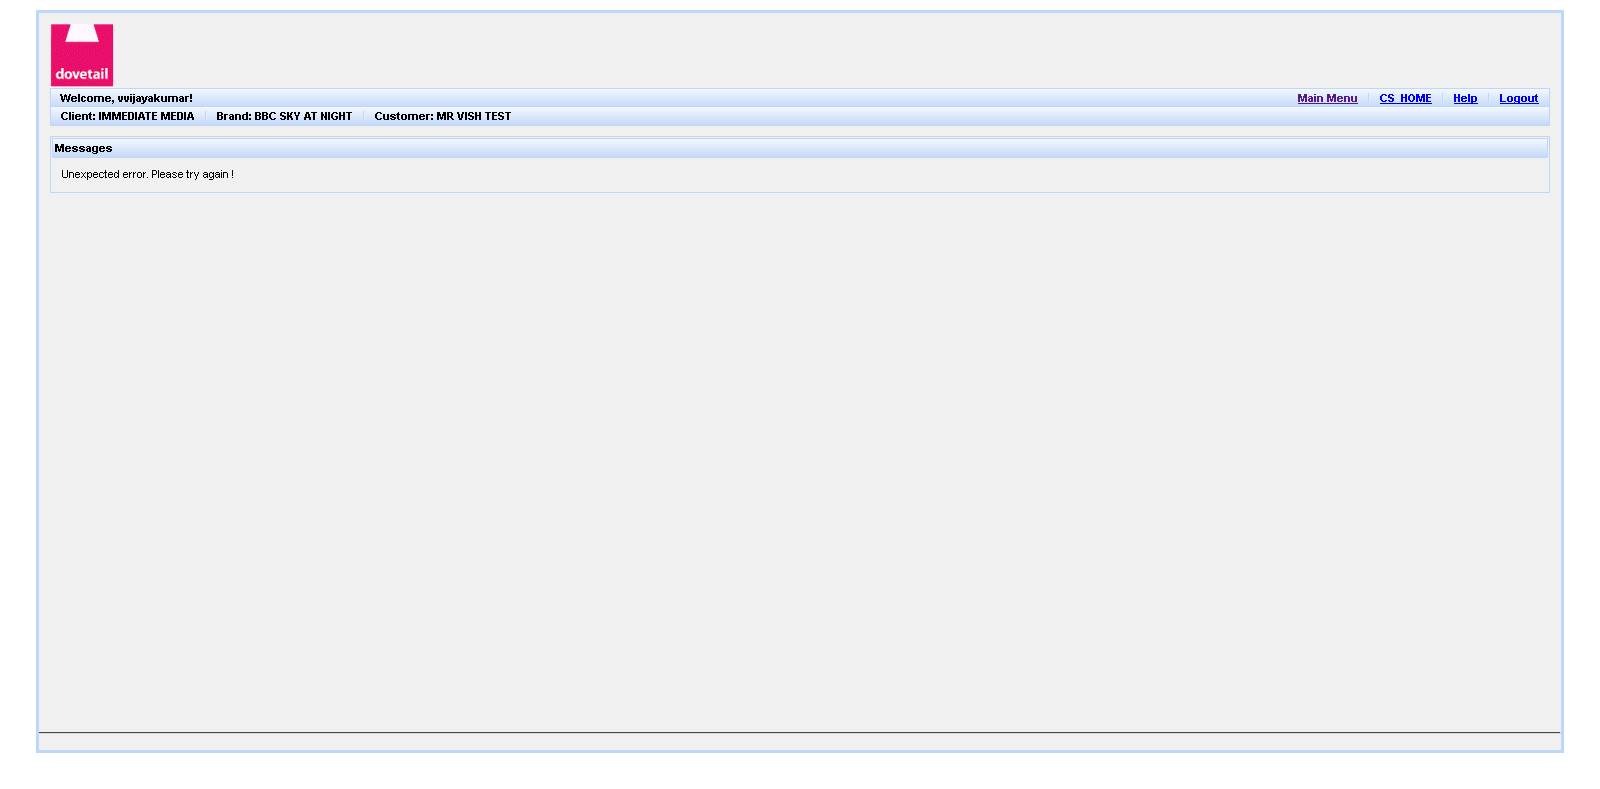 dovetail
Welcome, vvijayakumar!
Main Menu CS_HOME Help Logout
Client: IMMEDIATE MEDIA Brand: BBC SKY AT NIGHT Customer: MR VISH TEST
Messages
Unexpected error. Please try again !